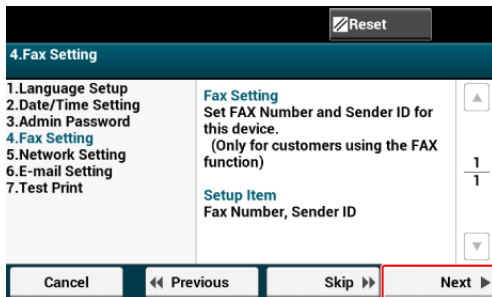 Reset
4.Fax Setting
1.Language Setup
2.Date/Time Setting
3.Admin Password
4.Fax Setting
5.Network Setting
6.E-mail Setting
7.Test Print
Fax Setting
Set FAX Number and Sender ID for
this device.
(Only for customers using the FAX
function)
Setup Item
Fax Number, Sender ID
1
1
Cancel
Previous
Skip
Next